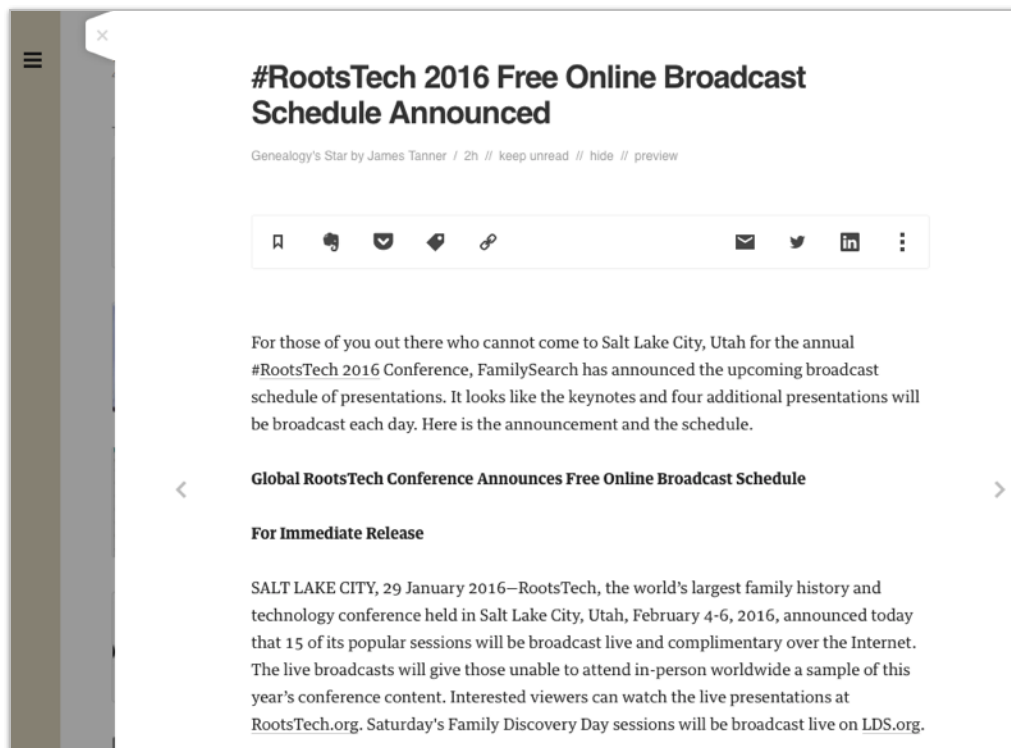 #RootsTech 2016 Free Online Broadcast
Schedule Announced
Genealogy's Star by James Tanner / 2h // keep unread // hide // preview
For those of you out there who cannot come to Salt Lake City, Utah for the annual
#RootsTech 2016 Conference, FamilySearch has announced the upcoming broadcast
schedule of presentations. It looks like the keynotes and four additional presentations will
be broadcast each day. Here is the announcement and the schedule.
Global RootsTech Conference Announces Free Online Broadcast Schedule
For Immediate Release
SALT LAKE CITY, 29 January 2016—RootsTech, the world's largest family history and
technology conference held in Salt Lake City, Utah, February 4-6, 2016, announced today
that 15 of its popular sessions will be broadcast live and complimentary over the Internet.
The live broadcasts will give those unable to attend in-person worldwide a sample of this
year's conference content. Interested viewers can watch the live presentations at
RootsTech.org. Saturday's Family Discovery Day sessions will be broadcast live on LDS.org.